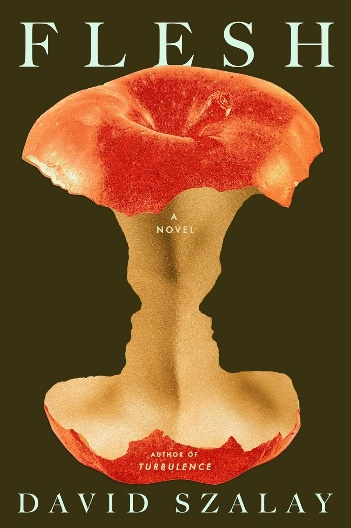 FLESH
A
NOVEL
AUTHOR OF
TURBULENCE
DAVID SZALAY